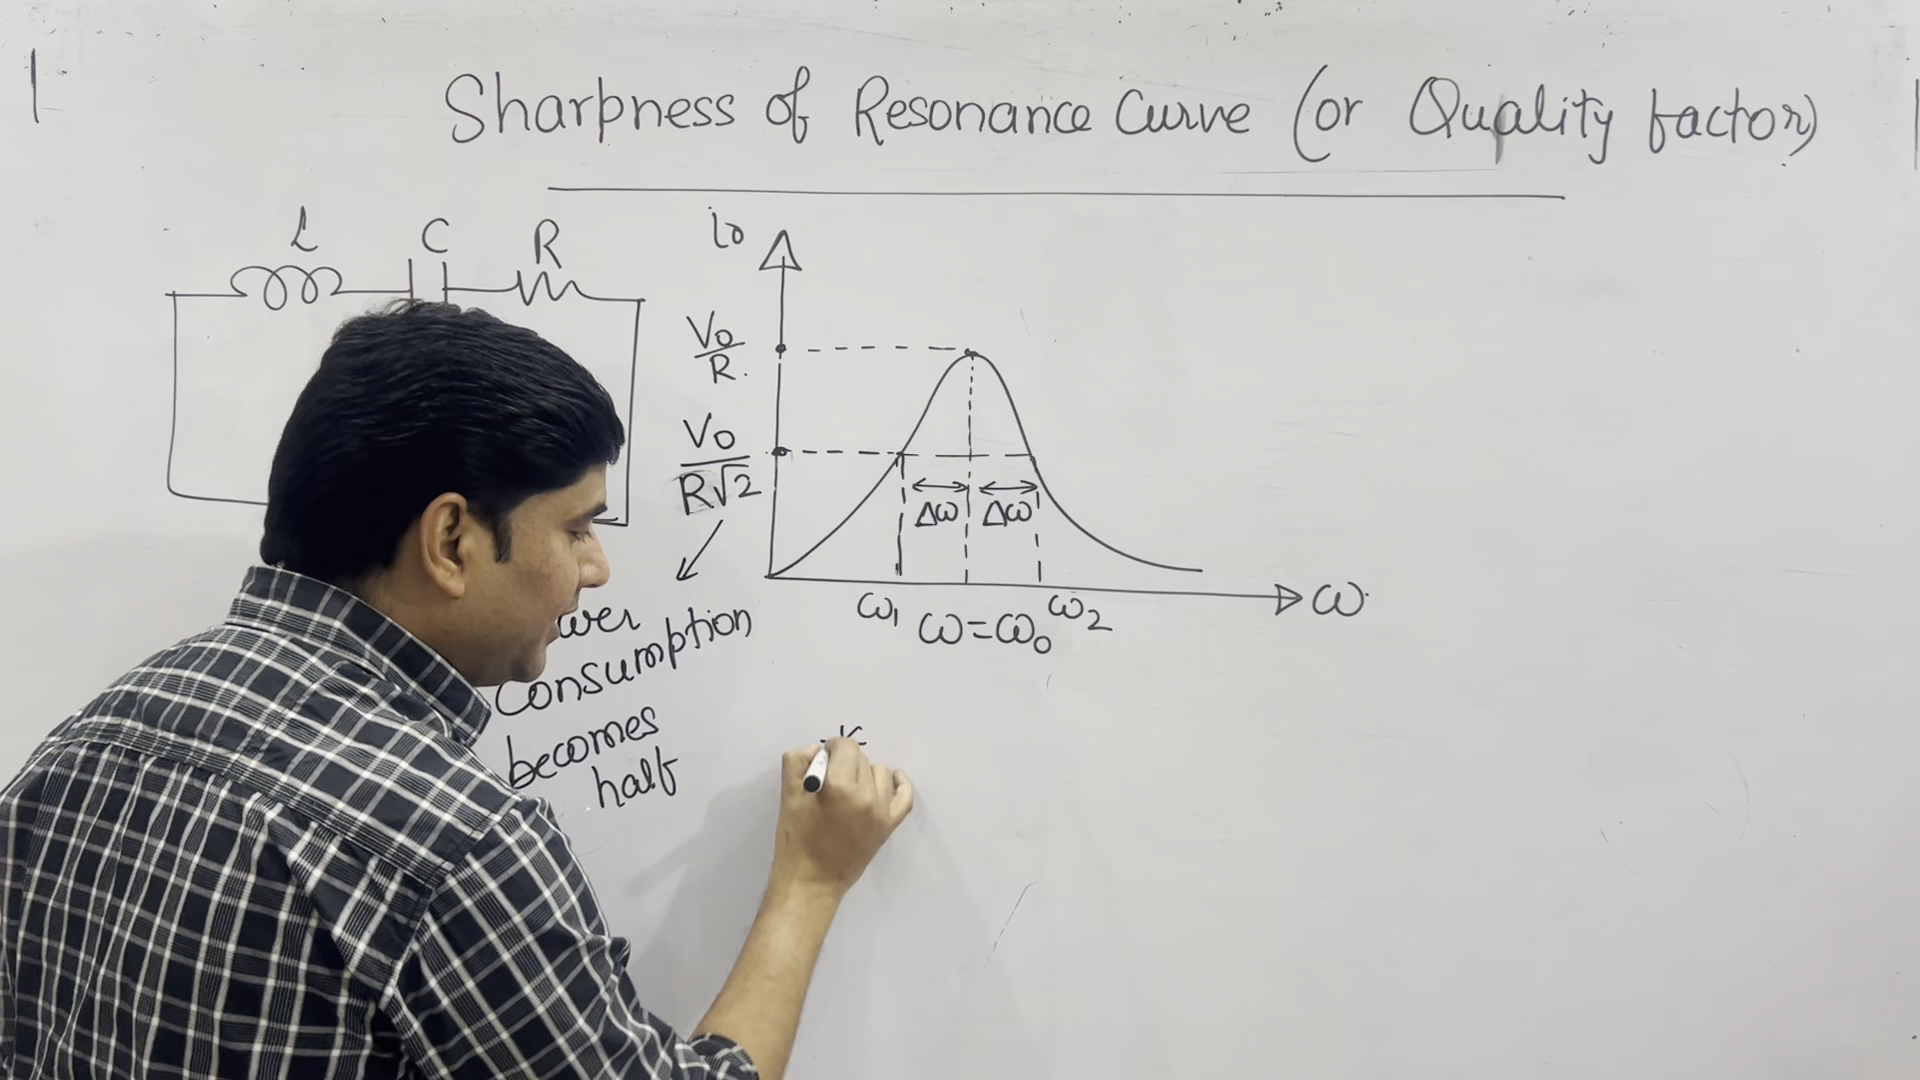 Sharpness of Resonance Curve (or Quality factor)
L C R
i₀
V₀/R.
V₀/R√2
Δω Δω
ω₁ ω=ω₀ ω₂
ω
consumption
becomes
half